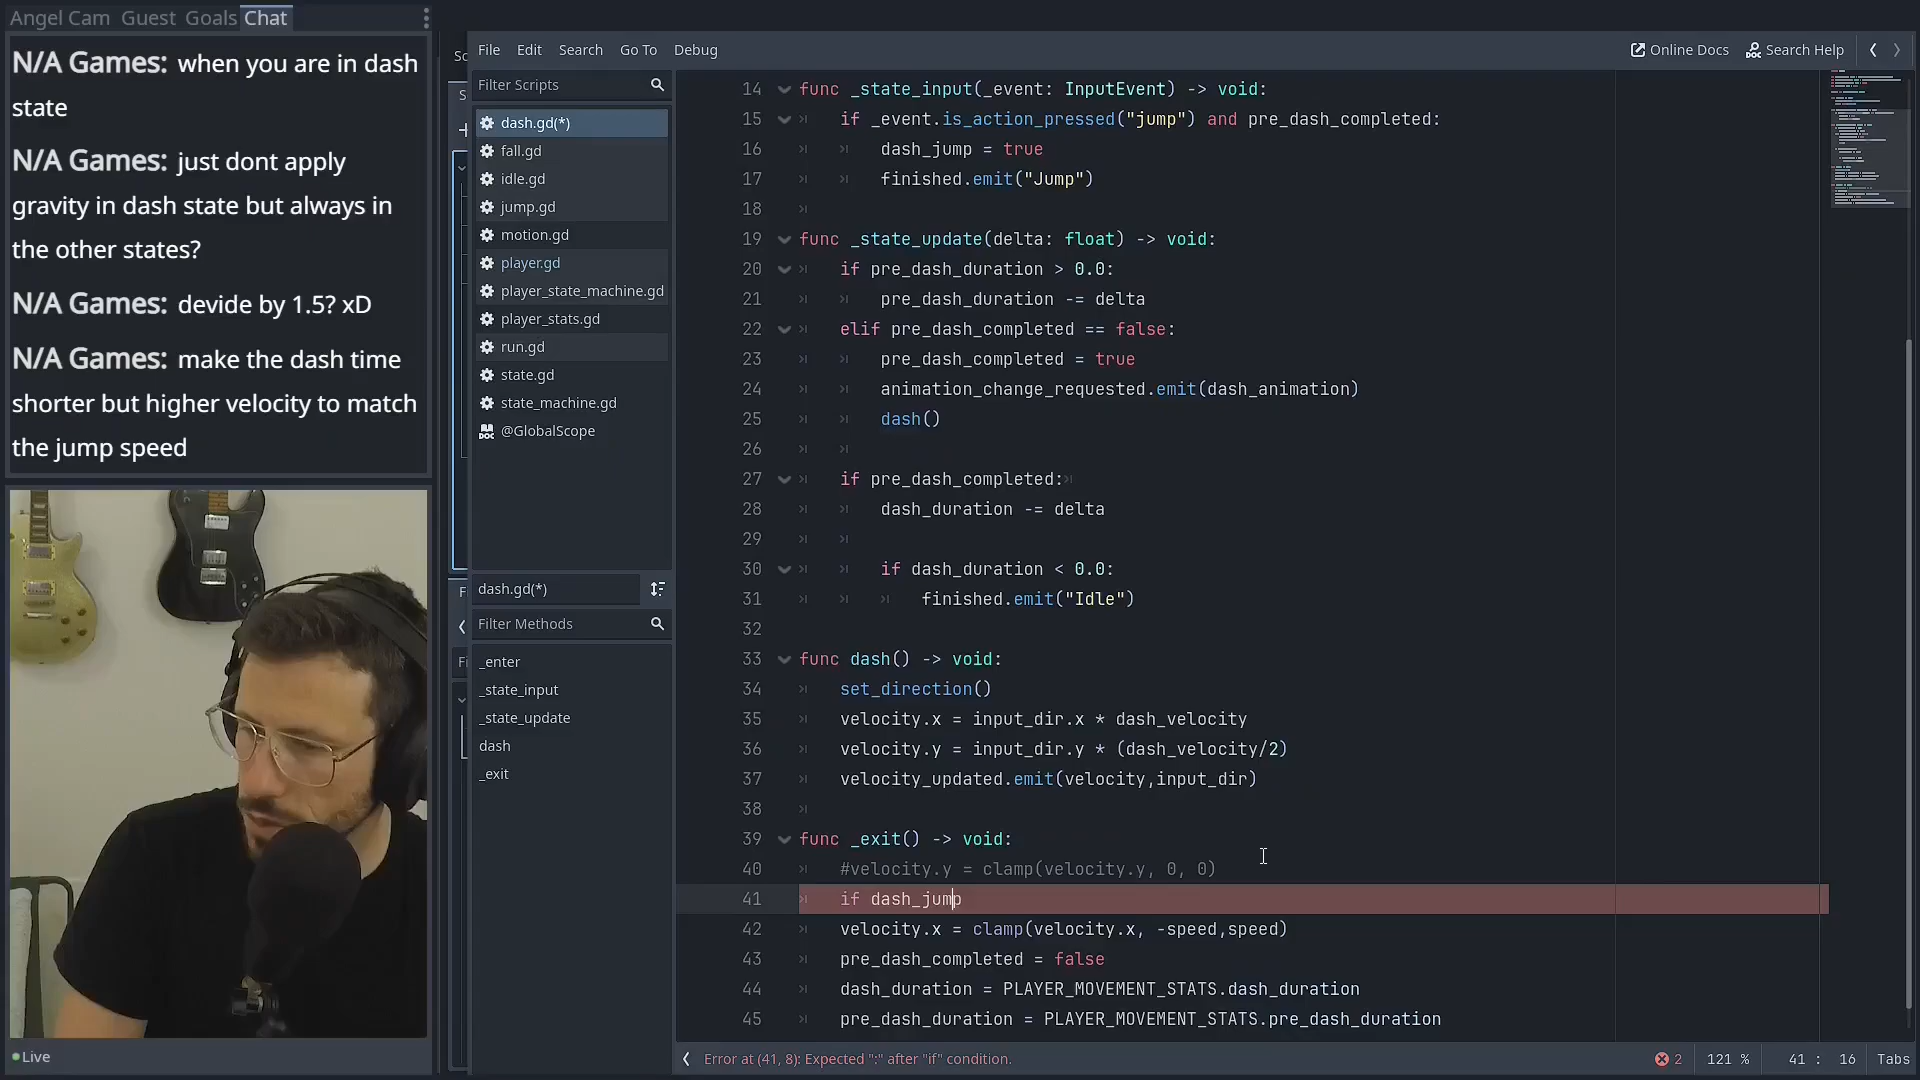 Angel Cam Guest Goals Chat
N/A Games: when you are in dash
state
N/A Games: just dont apply
gravity in dash state but always in
the other states?
N/A Games: devide by 1.5? xD
N/A Games: make the dash time
shorter but higher velocity to match
the jump speed
Live
File Edit Search Go To Debug
Online Docs Search Help
Filter Scripts
dash.gd(*)
fall.gd
idle.gd
jump.gd
motion.gd
player.gd
player_state_machine.gd
player_stats.gd
run.gd
state.gd
state_machine.gd
@GlobalScope
dash.gd(*)
Filter Methods
_enter
_state_input
_state_update
dash
_exit
14 func _state_input(_event: InputEvent) -> void:
15 if _event.is_action_pressed("jump") and pre_dash_completed:
16 dash_jump = true
17 finished.emit("Jump")
18
19 func _state_update(delta: float) -> void:
20 if pre_dash_duration > 0.0:
21 pre_dash_duration -= delta
22 elif pre_dash_completed == false:
23 pre_dash_completed = true
24 animation_change_requested.emit(dash_animation)
25 dash()
26
27 if pre_dash_completed:
28 dash_duration -= delta
29
30 if dash_duration < 0.0:
31 finished.emit("Idle")
32
33 func dash() -> void:
34 set_direction()
35 velocity.x = input_dir.x * dash_velocity
36 velocity.y = input_dir.y * (dash_velocity/2)
37 velocity_updated.emit(velocity,input_dir)
38
39 func _exit() -> void:
40 #velocity.y = clamp(velocity.y, 0, 0)
41 if dash_jump
42 velocity.x = clamp(velocity.x, -speed,speed)
43 pre_dash_completed = false
44 dash_duration = PLAYER_MOVEMENT_STATS.dash_duration
45 pre_dash_duration = PLAYER_MOVEMENT_STATS.pre_dash_duration
Error at (41, 8): Expected ":" after "if" condition.
2 121 % 41 : 16 Tabs